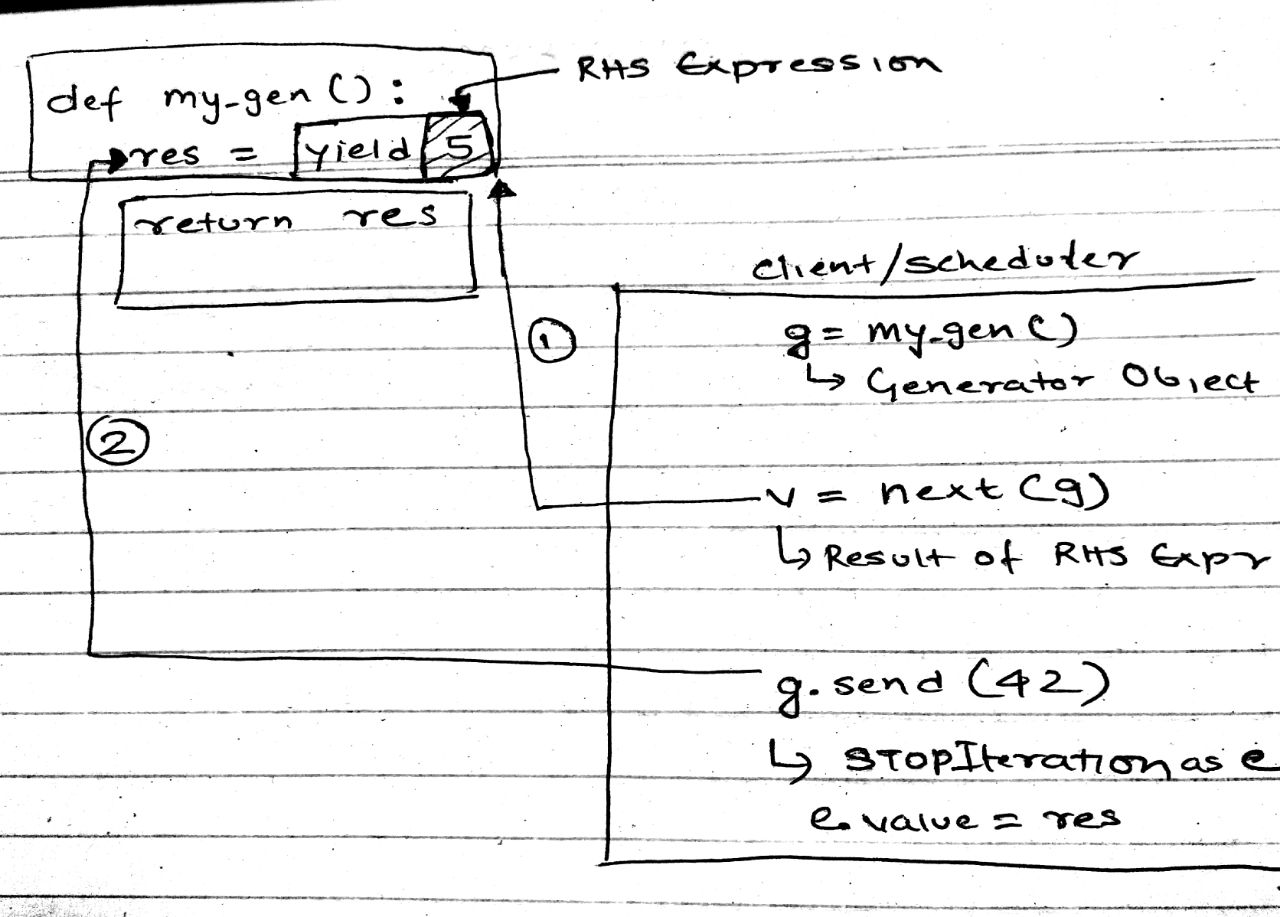 RHS Expression
def my-gen():
res = yield 5
return res
client/scheduler
g = my-gen()
↳ Generator Object
①
②
v = next(g)
↳ Result of RHS Expr
g.send(42)
↳ STOPIteration as e
e.value = res